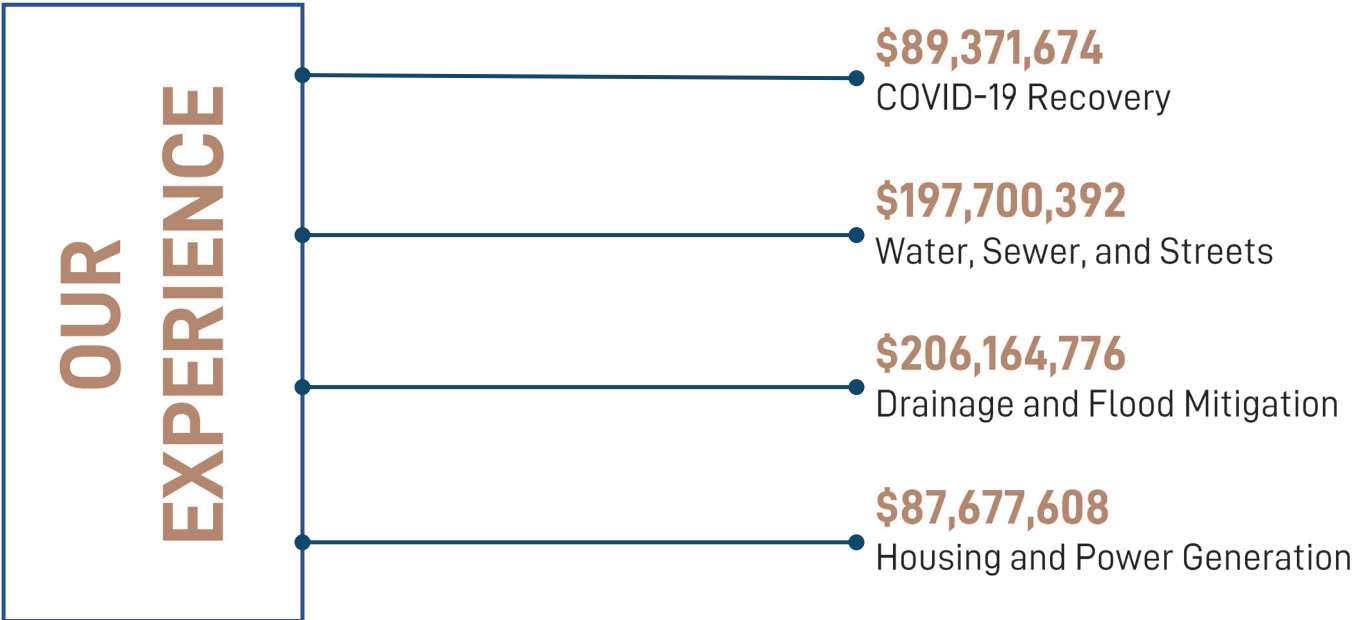 OUR
EXPERIENCE
$89,371,674
COVID-19 Recovery
$197,700,392
Water, Sewer, and Streets
$206,164,776
Drainage and Flood Mitigation
$87,677,608
Housing and Power Generation